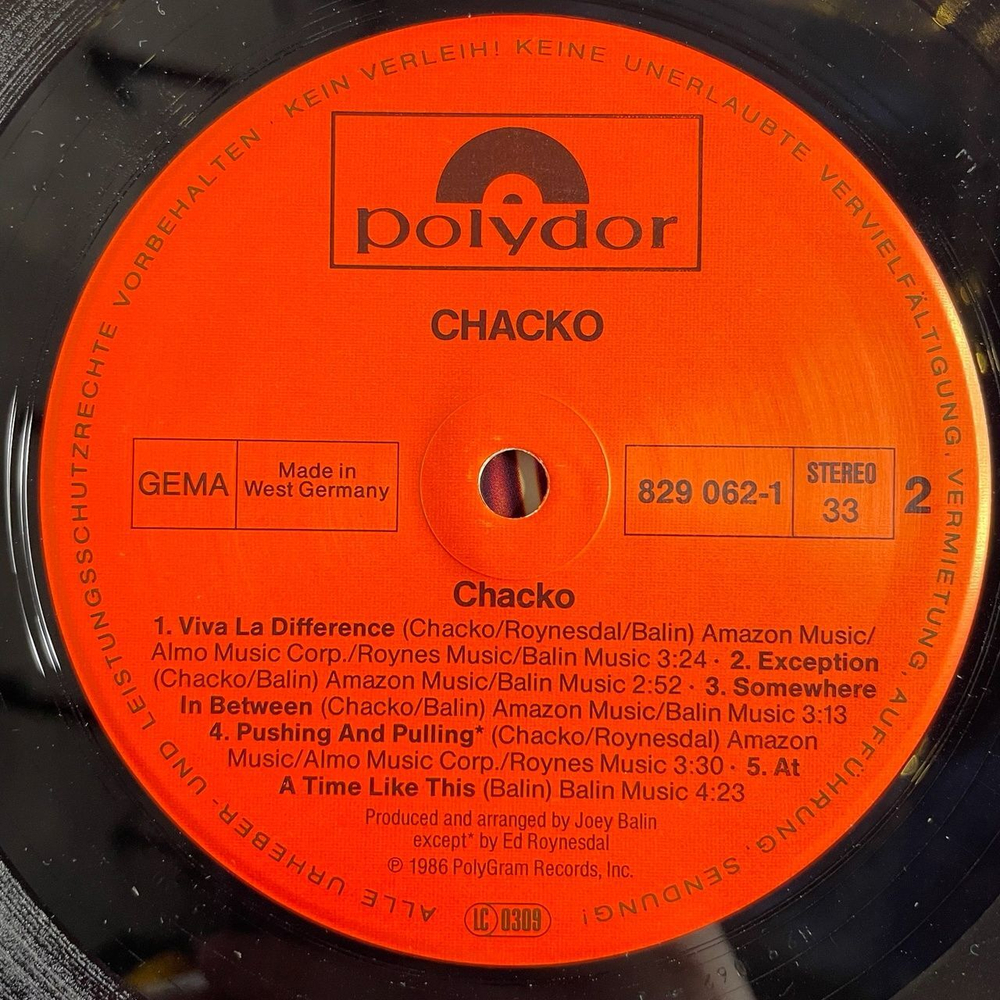 ALLE URHEBER- UND LEISTUNGSSCHUTZRECHTE VORBEHALTEN · KEIN VERLEIH! KEINE UNERLAUBTE VERVIELFÄLTIGUNG, VERMIETUNG, AUFFÜHRUNG, SENDUNG!
polydor
CHACKO
GEMA
Made in
West Germany
829 062-1
STEREO
33
2
Chacko
1. Viva La Difference (Chacko/Roynesdal/Balin) Amazon Music/
Almo Music Corp./Roynes Music/Balin Music 3:24 · 2. Exception
(Chacko/Balin) Amazon Music/Balin Music 2:52 · 3. Somewhere
In Between (Chacko/Balin) Amazon Music/Balin Music 3:13
4. Pushing And Pulling* (Chacko/Roynesdal) Amazon
Music/Almo Music Corp./Roynes Music 3:30 · 5. At
A Time Like This (Balin) Balin Music 4:23
Produced and arranged by Joey Balin
except* by Ed Roynesdal
℗ 1986 PolyGram Records, Inc.
LC 0309